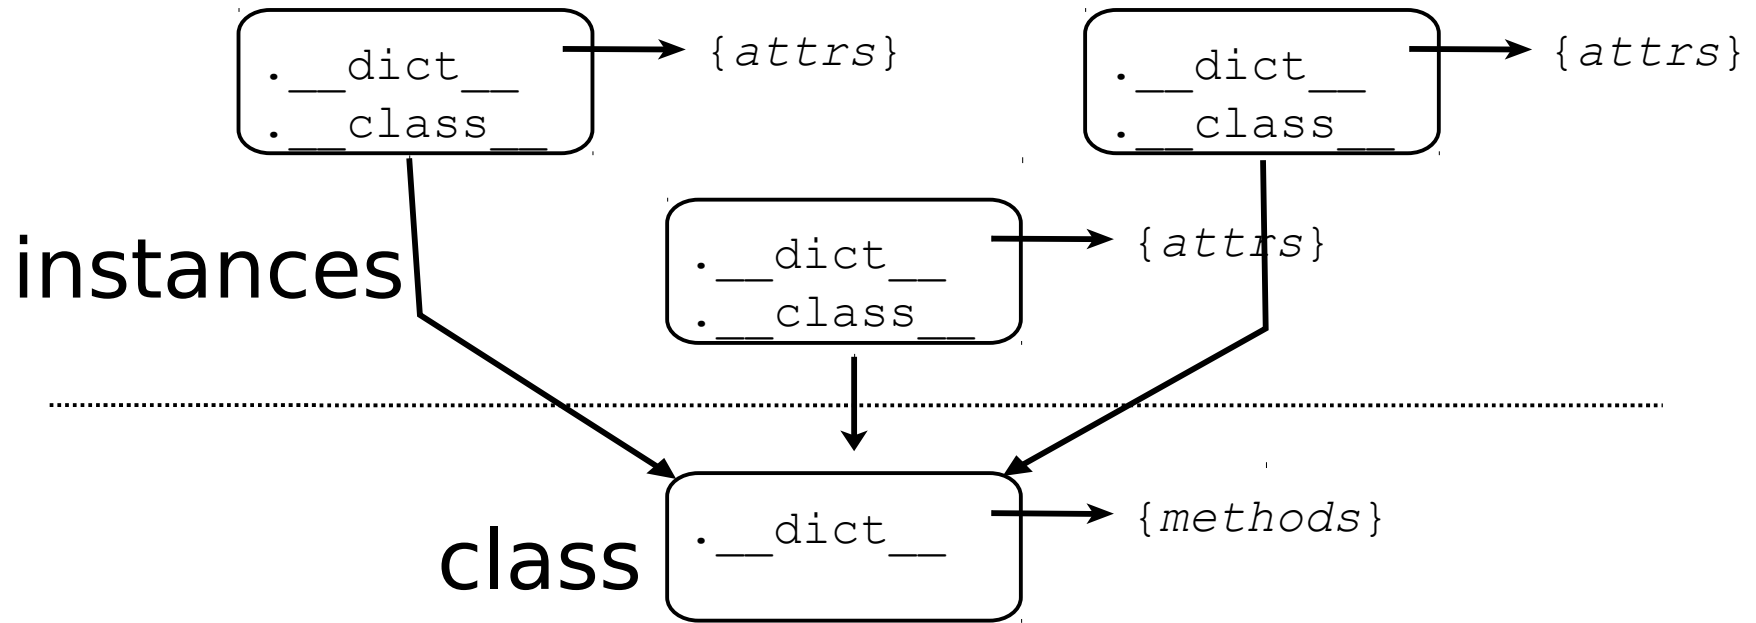 .__dict__
.__class__
{attrs}
.__dict__
.__class__
{attrs}
instances
.__dict__
.__class__
{attrs}
class
.__dict__
{methods}